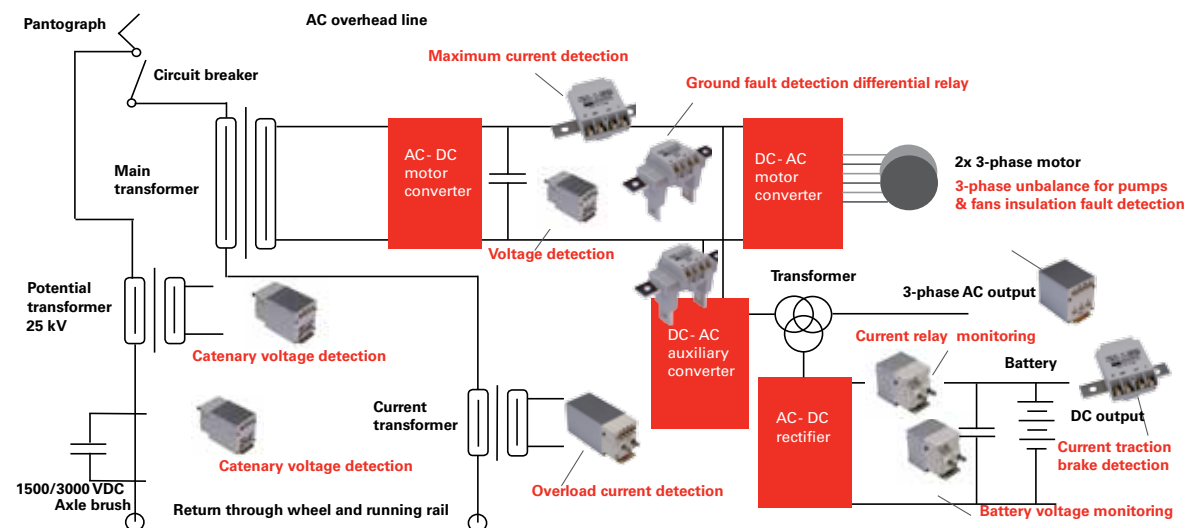 Pantograph
AC overhead line
Circuit breaker
Maximum current detection
Ground fault detection differential relay
Main
transformer
AC - DC
motor
converter
DC - AC
motor
converter
2x 3-phase motor
3-phase unbalance for pumps
& fans insulation fault detection
Voltage detection
Potential
transformer
25 kV
Catenary voltage detection
Transformer
3-phase AC output
DC - AC
auxiliary
converter
Current relay monitoring
Battery
DC output
Current traction
brake detection
AC - DC
rectifier
Current
transformer
Catenary voltage detection
Overload current detection
Battery voltage monitoring
1500/3000 VDC
Axle brush
Return through wheel and running rail